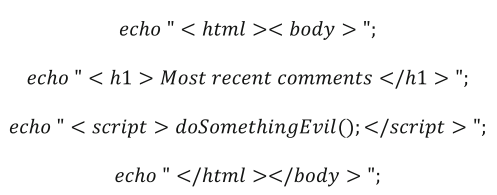 echo " < html >< body > ";
echo " < h1 > Most recent comments </h1 > ";
echo " < script > doSomethingEvil(); </script > ";
echo " </html ></body > ";